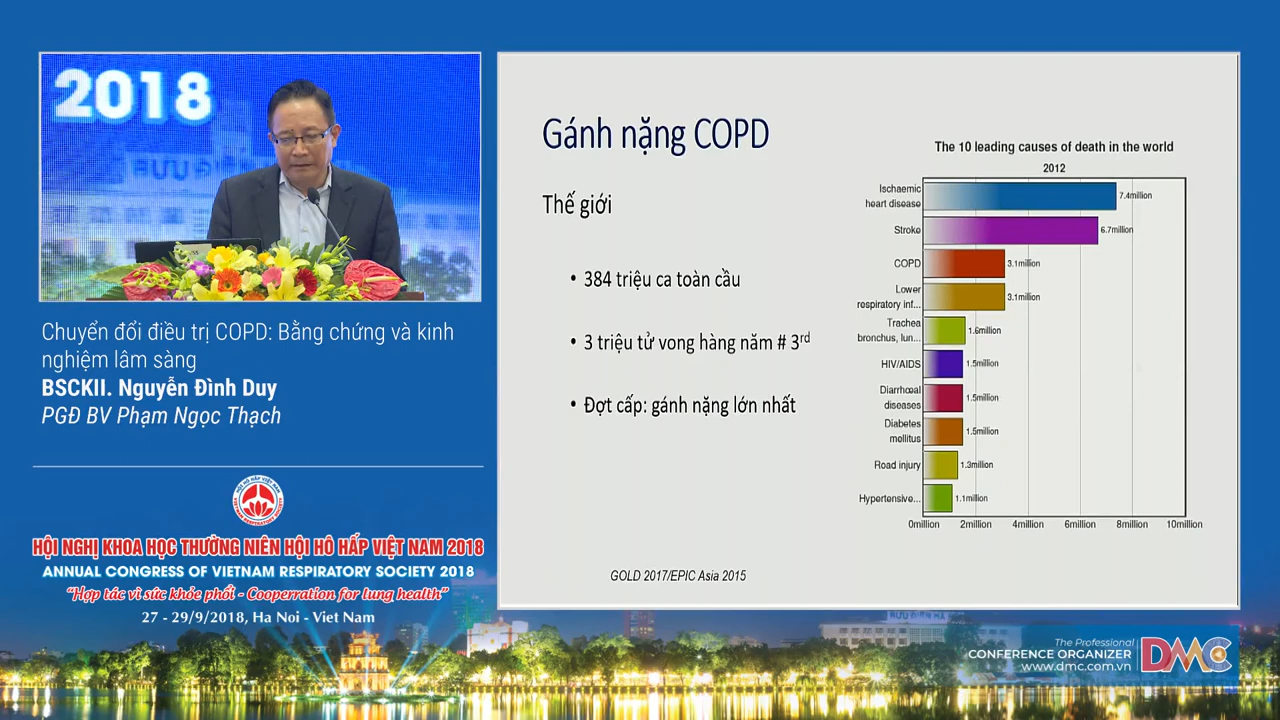 2018
BƯU ĐIỆN
Chuyển đổi điều trị COPD: Bằng chứng và kinh
nghiệm lâm sàng
BSCKII. Nguyễn Đình Duy
PGĐ BV Phạm Ngọc Thạch
HỘI NGHỊ KHOA HỌC THƯỜNG NIÊN HỘI HÔ HẤP VIỆT NAM 2018
ANNUAL CONGRESS OF VIETNAM RESPIRATORY SOCIETY 2018
“Hợp tác vì sức khỏe phổi - Cooperration for lung health”
27 - 29/9/2018, Ha Noi - Viet Nam
Gánh nặng COPD
Thế giới
• 384 triệu ca toàn cầu
• 3 triệu tử vong hàng năm # 3rd
• Đợt cấp: gánh nặng lớn nhất
The 10 leading causes of death in the world
2012
Ischaemic
heart disease
7.4million
Stroke
6.7million
COPD
3.1million
Lower
respiratory inf...
3.1million
Trachea
bronchus, lun...
1.6million
HIV/AIDS
1.5million
Diarrhoeal
diseases
1.5million
Diabetes
mellitus
1.5million
Road injury
1.3million
Hypertensive...
1.1million
0million 2million 4million 6million 8million 10million
GOLD 2017/EPIC Asia 2015
BƯU ĐIỆN HÀ NỘI
The Professional
CONFERENCE ORGANIZER
www.dmc.com.vn
DMC